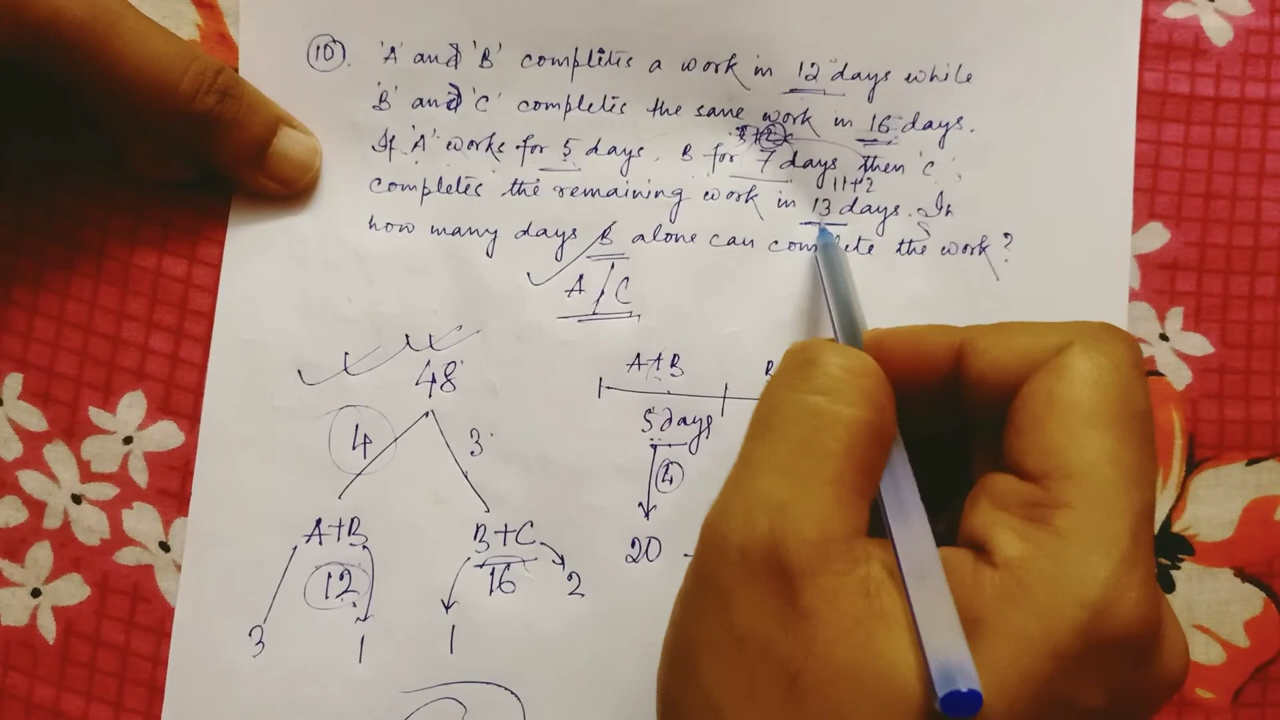 10. 'A' and 'B' completes a work in 12 days while
'B' and 'C' completes the same work in 16 days.
If 'A' works for 5 days, B for 7 days then 'C',
11+2
completes the remaining work in 13 days. In
how many days B alone can complete the work?
A / C
48
A+B B
4 3
5 days
4
A+B B+C
20
12 16 2
3 1 1